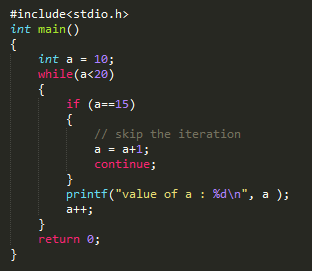 #include<stdio.h>
int main()
{
    int a = 10;
    while(a<20)
    {
        if (a==15)
        {
            // skip the iteration
            a = a+1;
            continue;
        }
        printf("value of a : %d\n", a );
        a++;
    }
    return 0;
}